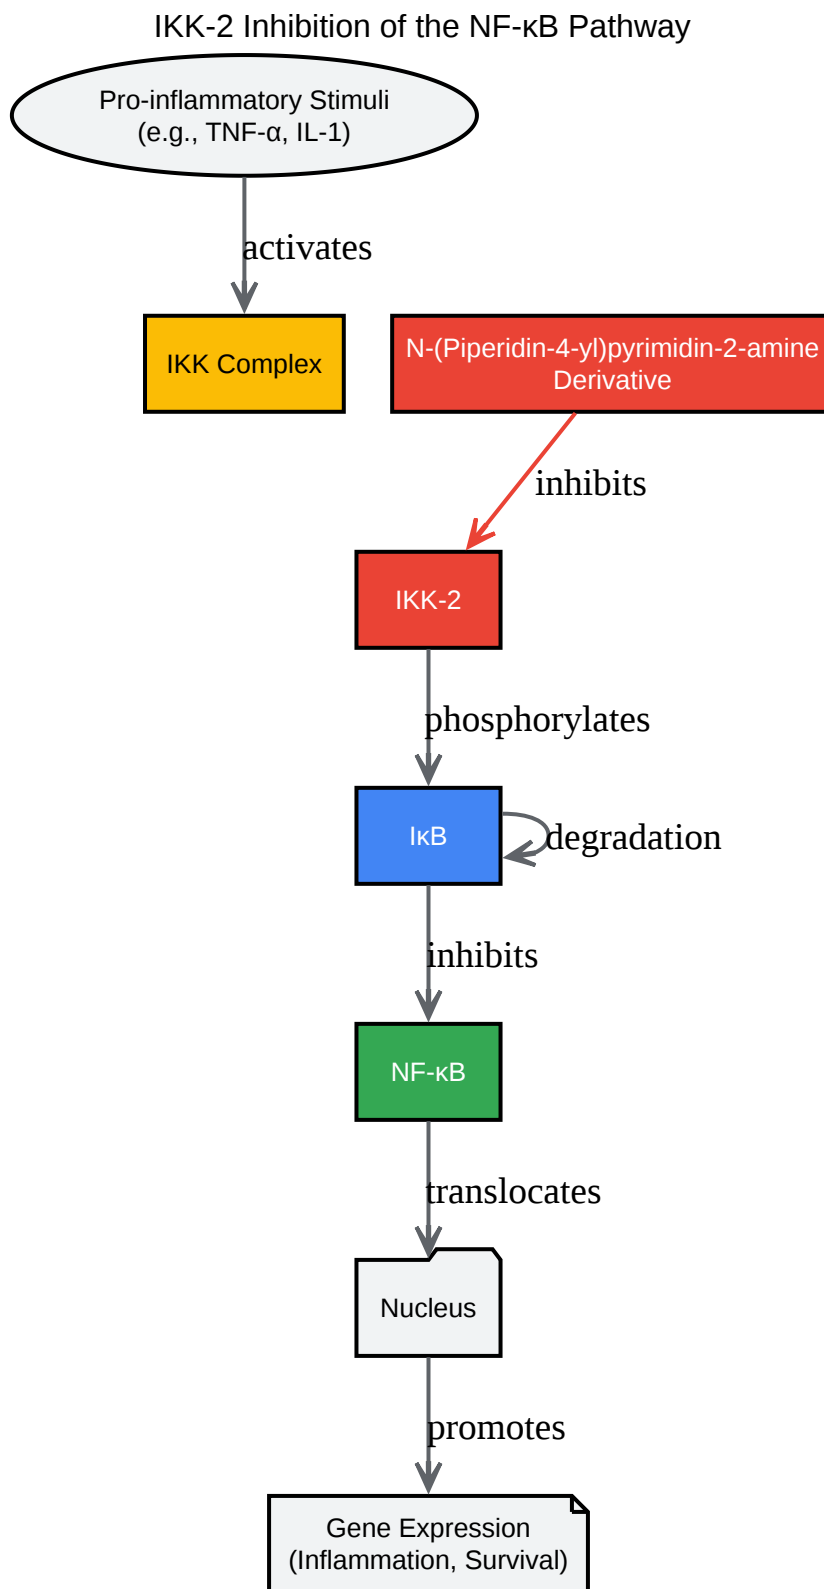 IKK-2 Inhibition of the NF-κB Pathway
Pro-inflammatory Stimuli
(e.g., TNF-α, IL-1)
activates
IKK Complex
N-(Piperidin-4-yl)pyrimidin-2-amine
Derivative
inhibits
IKK-2
phosphorylates
IκB
degradation
inhibits
NF-κB
translocates
Nucleus
promotes
Gene Expression
(Inflammation, Survival)